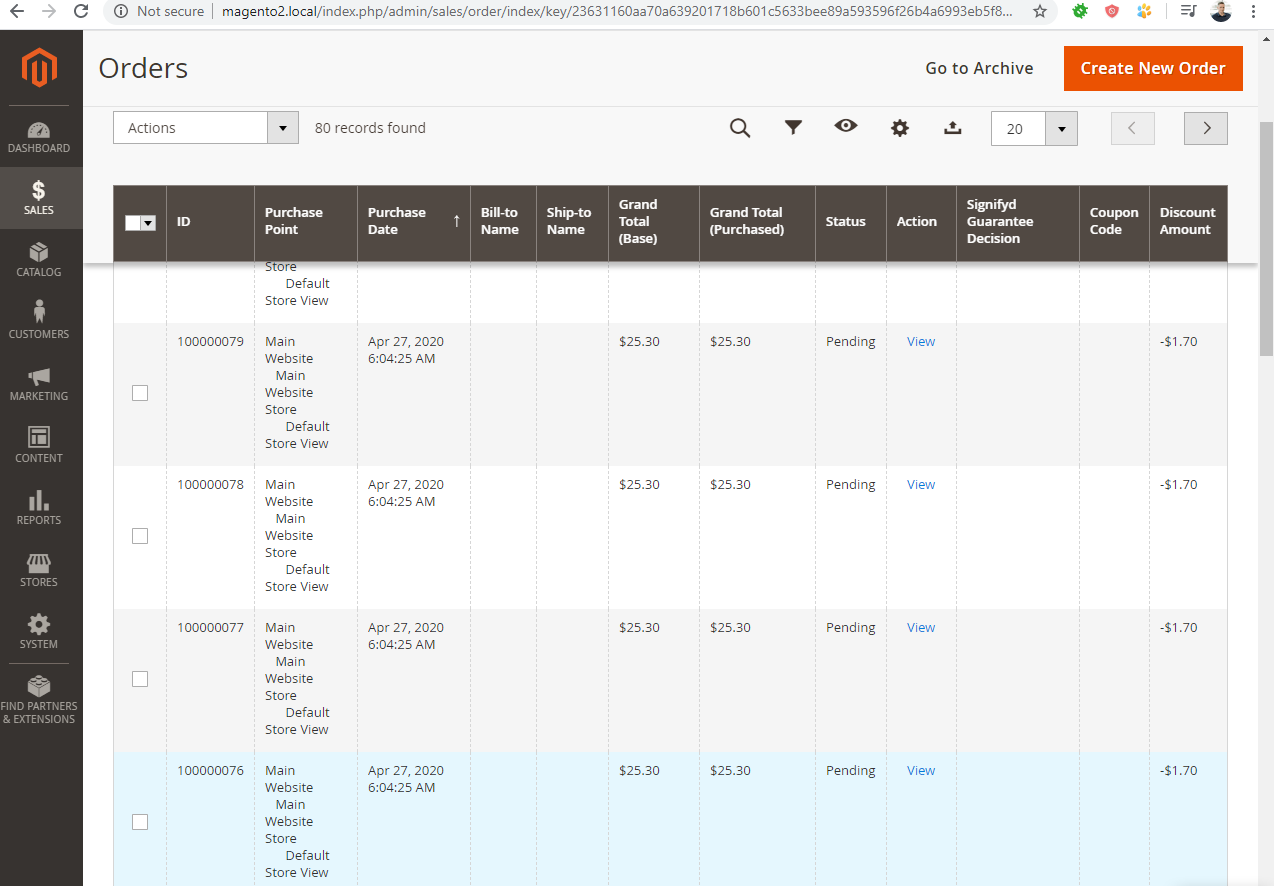 Not secure | magento2.local/index.php/admin/sales/order/index/key/23631160aa70a639201718b601c5633bee89a593596f26b4a6993eb5f8...
Orders
Go to Archive
Create New Order
Actions
80 records found
20
DASHBOARD
SALES
CATALOG
CUSTOMERS
MARKETING
CONTENT
REPORTS
STORES
SYSTEM
FIND PARTNERS
& EXTENSIONS
ID
Purchase
Point
Purchase
Date
Bill-to
Name
Ship-to
Name
Grand
Total
(Base)
Grand Total
(Purchased)
Status
Action
Signifyd
Guarantee
Decision
Coupon
Code
Discount
Amount
Store
Default
Store View
100000079
Main
Website
Main
Website
Store
Default
Store View
Apr 27, 2020
6:04:25 AM
$25.30
$25.30
Pending
View
-$1.70
100000078
Main
Website
Main
Website
Store
Default
Store View
Apr 27, 2020
6:04:25 AM
$25.30
$25.30
Pending
View
-$1.70
100000077
Main
Website
Main
Website
Store
Default
Store View
Apr 27, 2020
6:04:25 AM
$25.30
$25.30
Pending
View
-$1.70
100000076
Main
Website
Main
Website
Store
Default
Store View
Apr 27, 2020
6:04:25 AM
$25.30
$25.30
Pending
View
-$1.70